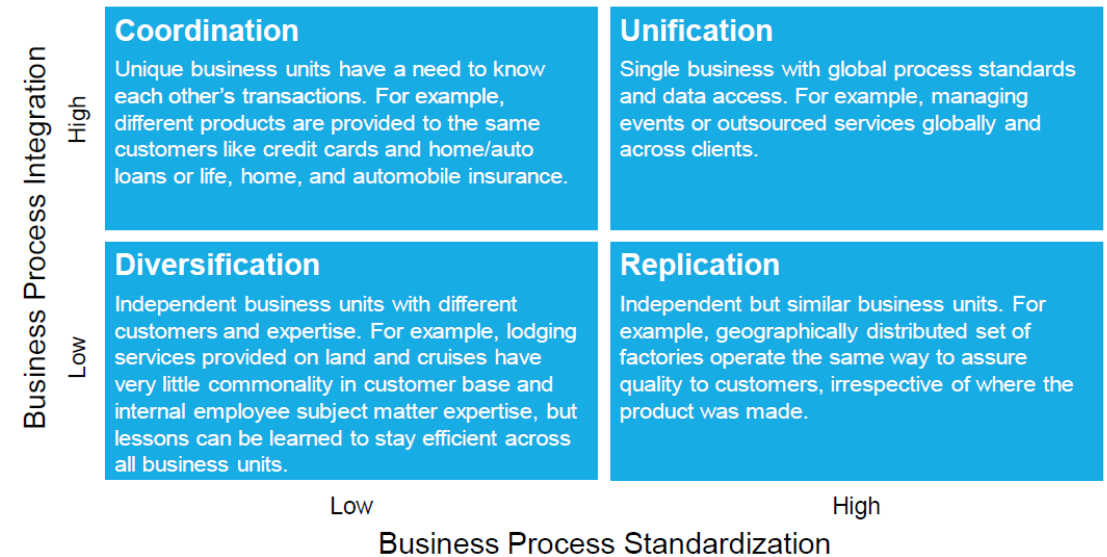 Business Process Integration
High
Low
Coordination
Unique business units have a need to know
each other's transactions. For example,
different products are provided to the same
customers like credit cards and home/auto
loans or life, home, and automobile insurance.
Unification
Single business with global process standards
and data access. For example, managing
events or outsourced services globally and
across clients.
Diversification
Independent business units with different
customers and expertise. For example, lodging
services provided on land and cruises have
very little commonality in customer base and
internal employee subject matter expertise, but
lessons can be learned to stay efficient across
all business units.
Replication
Independent but similar business units. For
example, geographically distributed set of
factories operate the same way to assure
quality to customers, irrespective of where the
product was made.
Low
High
Business Process Standardization